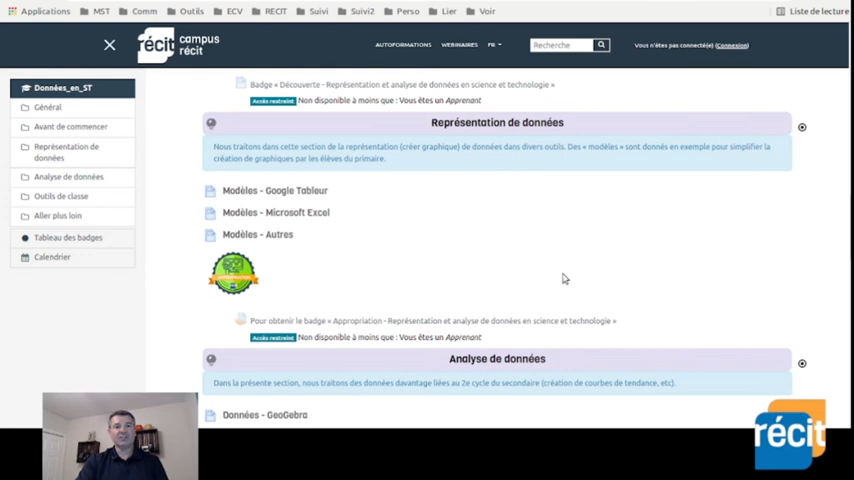 Applications MST Comm Outils ECV RECIT Suivi Suivi2 Perso Lier Voir Liste de lecture
récit campus récit AUTOFORMATIONS WEBINAIRES FR Recherche Vous n'êtes pas connecté(e) (Connexion)
Données_en_ST
Général
Avant de commencer
Représentation de
données
Analyse de données
Outils de classe
Aller plus loin
Tableau des badges
Calendrier
Badge « Découverte - Représentation et analyse de données en science et technologie »
Accès restreint Non disponible à moins que : Vous êtes un Apprenant
Représentation de données
Nous traitons dans cette section de la représentation (créer graphique) de données dans divers outils. Des « modèles » sont donnés en exemple pour simplifier la
création de graphiques par les élèves du primaire.
Modèles - Google Tableur
Modèles - Microsoft Excel
Modèles - Autres
Pour obtenir le badge « Appropriation - Représentation et analyse de données en science et technologie »
Accès restreint Non disponible à moins que : Vous êtes un Apprenant
Analyse de données
Dans la présente section, nous traitons des données davantage liées au 2e cycle du secondaire (création de courbes de tendance, etc).
Données - GeoGebra
récit